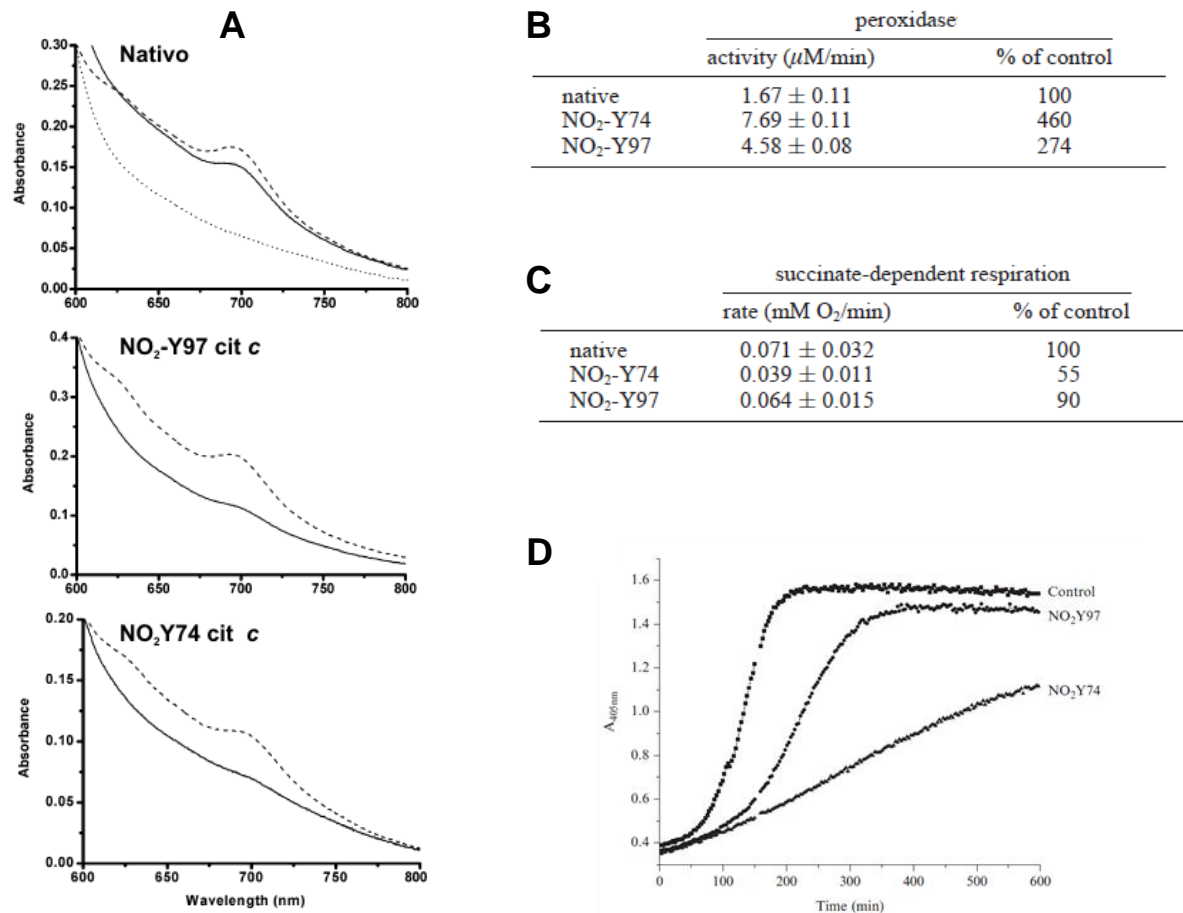 A
Nativo
0.30
0.25
0.20
0.15
0.10
0.05
0.00
Absorbance
600 650 700 750 800
NO₂-Y97 cit c
0.4
0.3
0.2
0.1
0.0
Absorbance
600 650 700 750 800
NO₂Y74 cit c
0.20
0.15
0.10
0.05
0.00
Absorbance
600 650 700 750 800
Wavelength (nm)
B
peroxidase
activity (μM/min) % of control
native 1.67 ± 0.11 100
NO₂-Y74 7.69 ± 0.11 460
NO₂-Y97 4.58 ± 0.08 274
C
succinate-dependent respiration
rate (mM O₂/min) % of control
native 0.071 ± 0.032 100
NO₂-Y74 0.039 ± 0.011 55
NO₂-Y97 0.064 ± 0.015 90
D
1.6
1.4
1.2
1.0
0.8
0.6
0.4
A405nm
Control
NO₂Y97
NO₂Y74
0 100 200 300 400 500 600
Time (min)